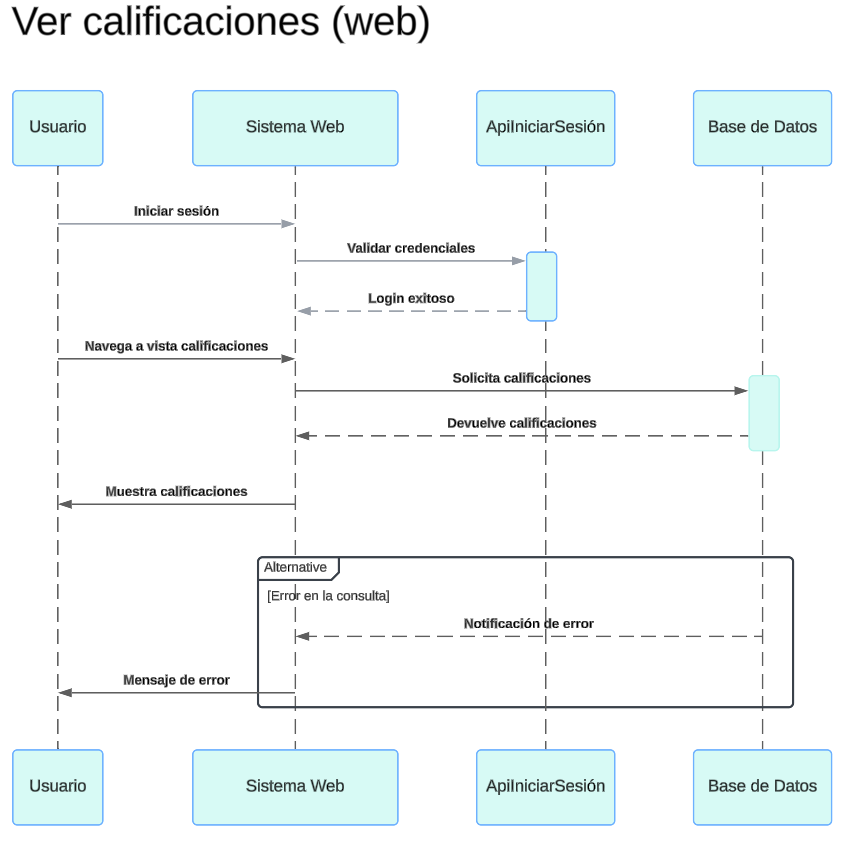 Ver calificaciones (web)
Usuario
Sistema Web
ApiIniciarSesión
Base de Datos
Iniciar sesión
Validar credenciales
Login exitoso
Navega a vista calificaciones
Solicita calificaciones
Devuelve calificaciones
Muestra calificaciones
Alternative
[Error en la consulta]
Notificación de error
Mensaje de error
Usuario
Sistema Web
ApiIniciarSesión
Base de Datos